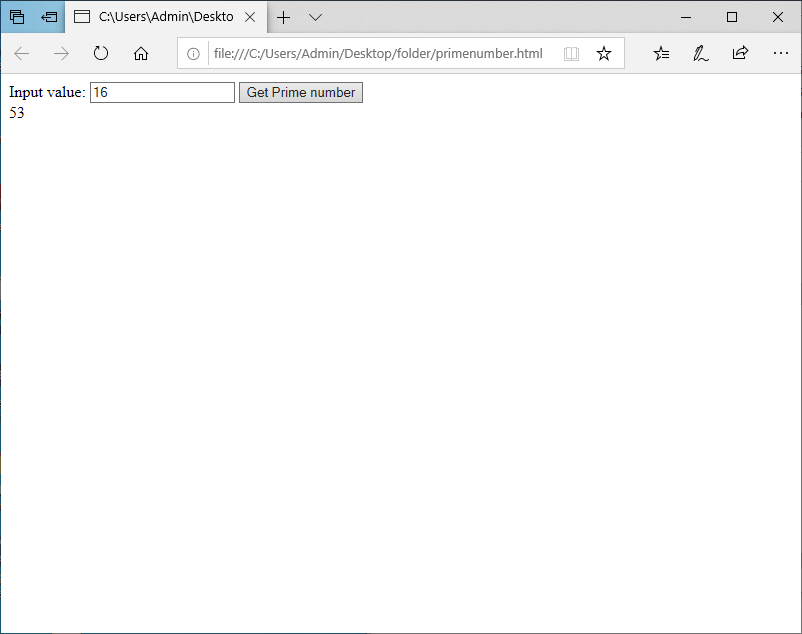 C:\Users\Admin\Deskto
file:///C:/Users/Admin/Desktop/folder/primenumber.html
Input value: 16 Get Prime number
53